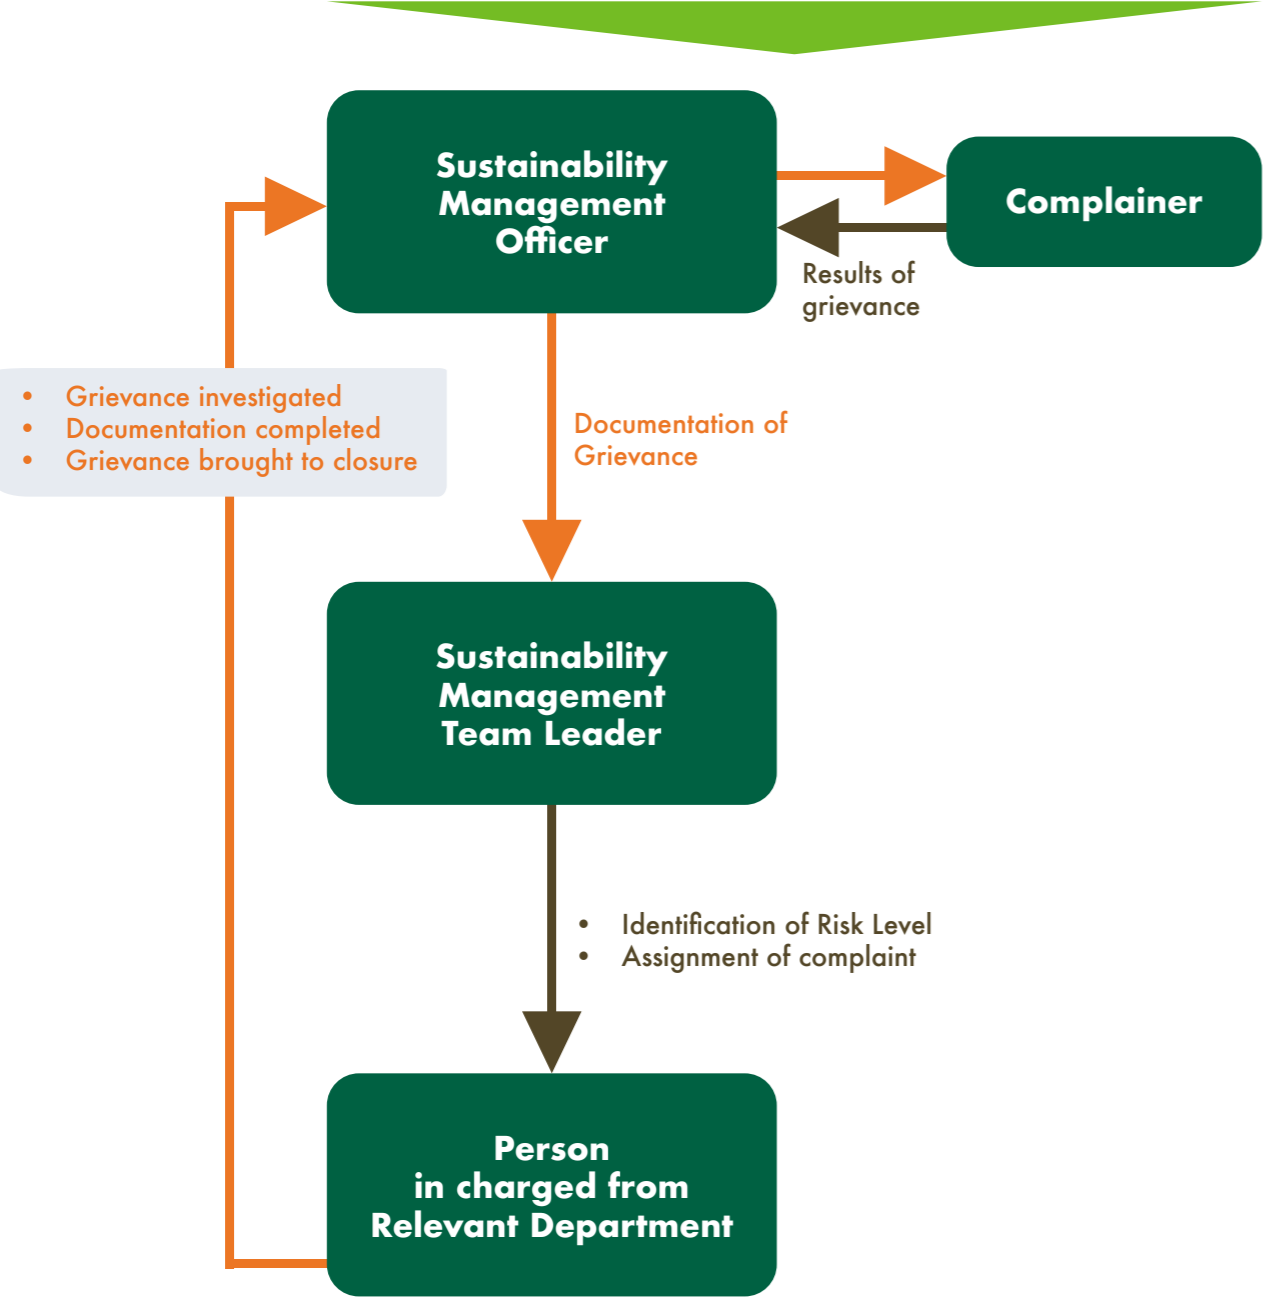 Sustainability
Management
Officer
Complainer
Results of
grievance
• Grievance investigated
• Documentation completed
• Grievance brought to closure
Documentation of
Grievance
Sustainability
Management
Team Leader
• Identification of Risk Level
• Assignment of complaint
Person
in charged from
Relevant Department